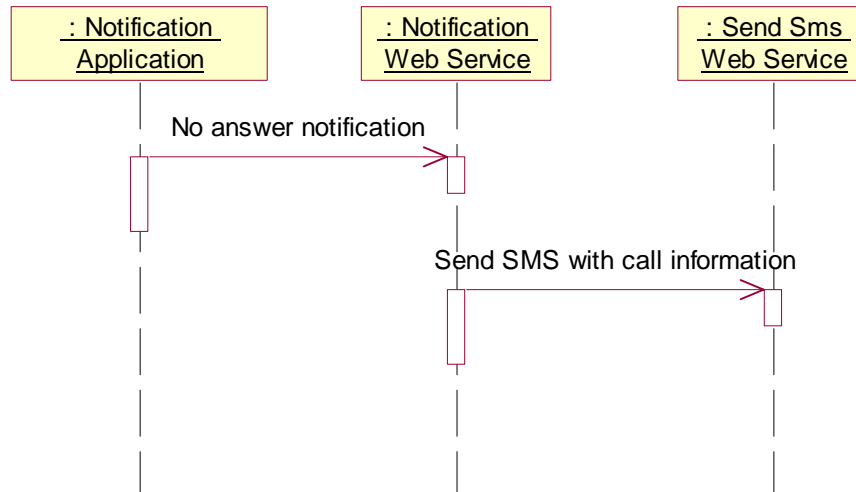 : Notification
Application
: Notification
Web Service
: Send Sms
Web Service
No answer notification
Send SMS with call information